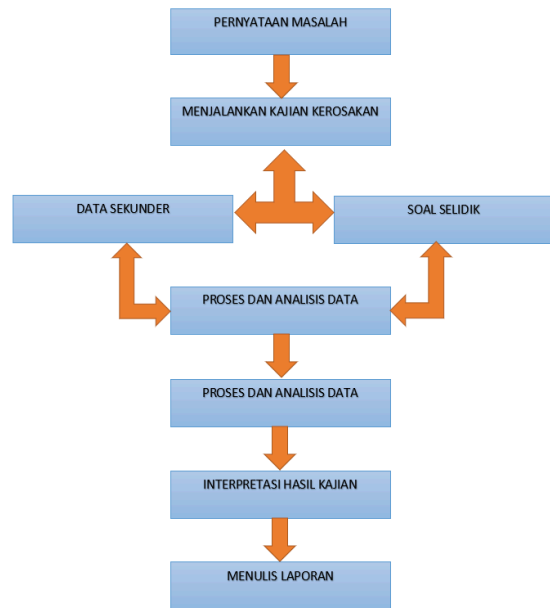 PERNYATAAN MASALAH
MENJALANKAN KAJIAN KEROSAKAN
DATA SEKUNDER
SOAL SELIDIK
PROSES DAN ANALISIS DATA
PROSES DAN ANALISIS DATA
INTERPRETASI HASIL KAJIAN
MENULIS LAPORAN